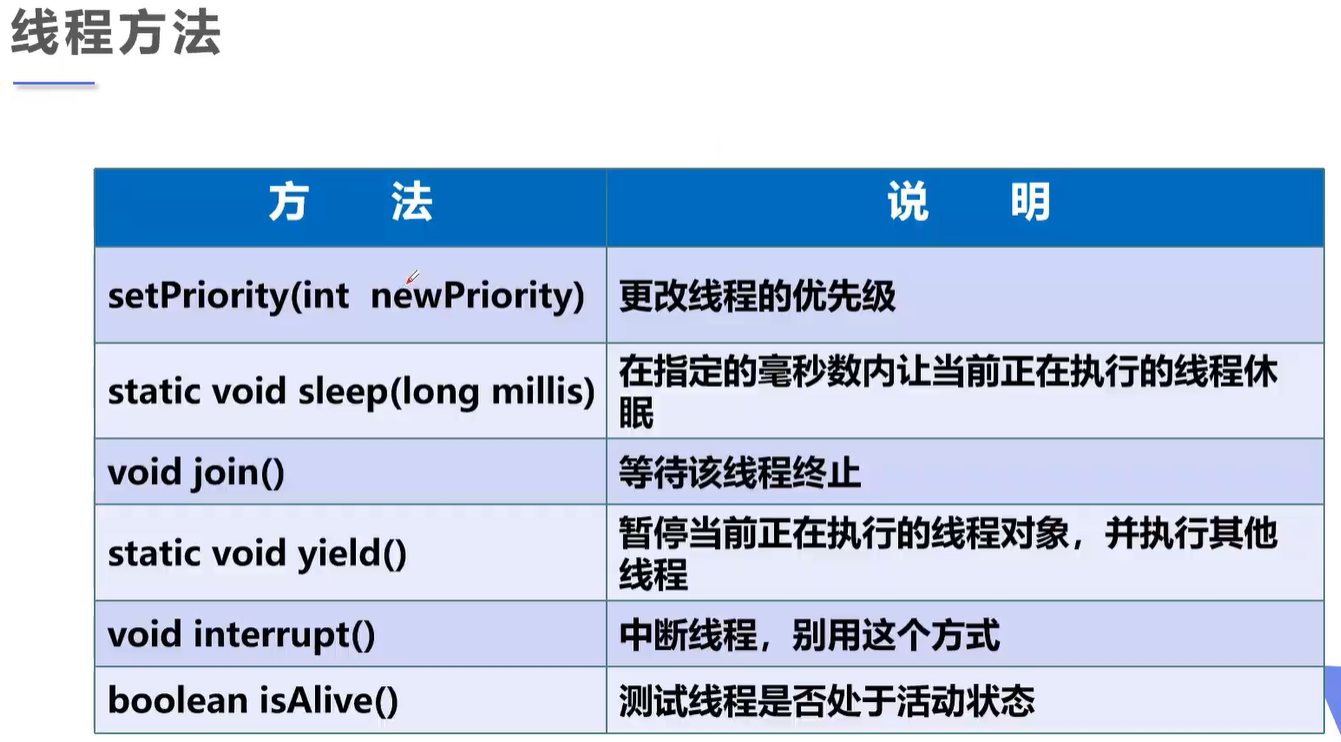 线程方法
方 法
说 明
setPriority(int newPriority)
更改线程的优先级
static void sleep(long millis)
在指定的毫秒数内让当前正在执行的线程休
眠
void join()
等待该线程终止
static void yield()
暂停当前正在执行的线程对象，并执行其他
线程
void interrupt()
中断线程，别用这个方式
boolean isAlive()
测试线程是否处于活动状态